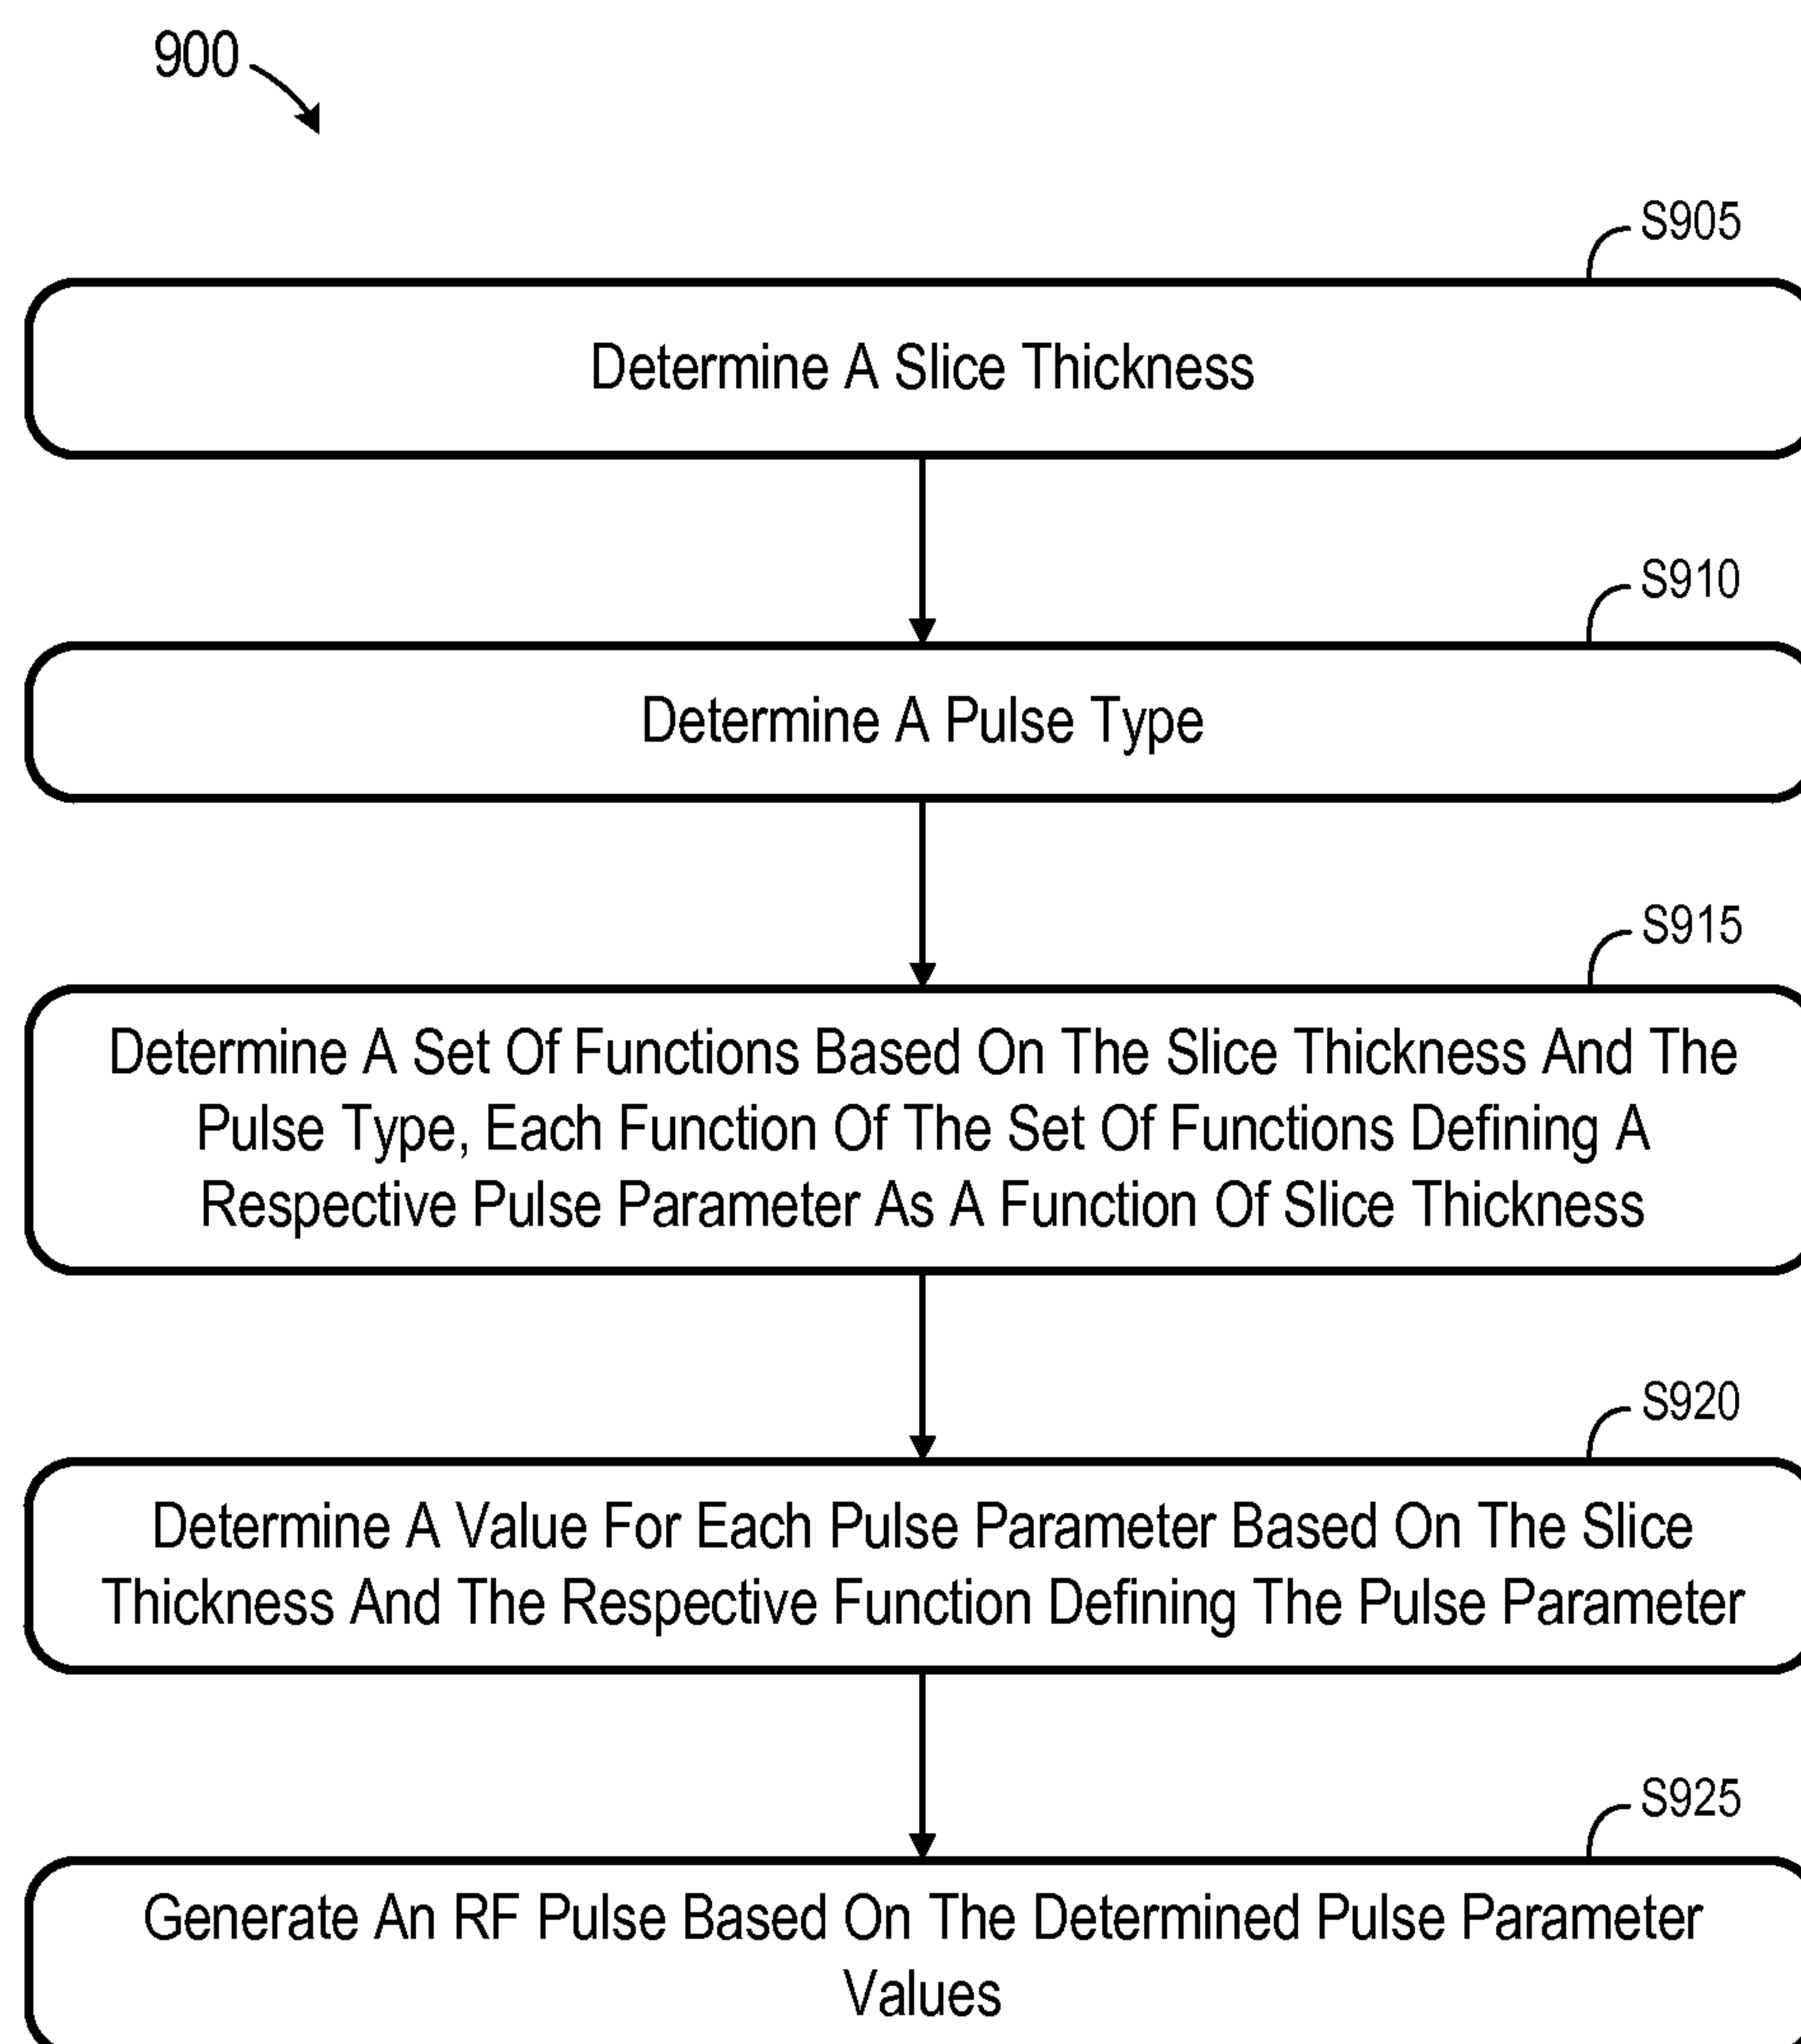 900
S905
Determine A Slice Thickness
S910
Determine A Pulse Type
S915
Determine A Set Of Functions Based On The Slice Thickness And The
Pulse Type, Each Function Of The Set Of Functions Defining A
Respective Pulse Parameter As A Function Of Slice Thickness
S920
Determine A Value For Each Pulse Parameter Based On The Slice
Thickness And The Respective Function Defining The Pulse Parameter
S925
Generate An RF Pulse Based On The Determined Pulse Parameter
Values